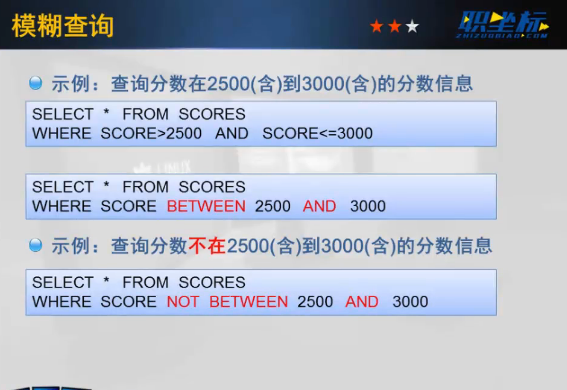 模糊查询
职坐标
ZHIZUOBIAO.COM
示例：查询分数在2500(含)到3000(含)的分数信息
SELECT * FROM SCORES
WHERE SCORE>2500 AND SCORE<=3000
SELECT * FROM SCORES
WHERE SCORE BETWEEN 2500 AND 3000
示例：查询分数不在2500(含)到3000(含)的分数信息
SELECT * FROM SCORES
WHERE SCORE NOT BETWEEN 2500 AND 3000